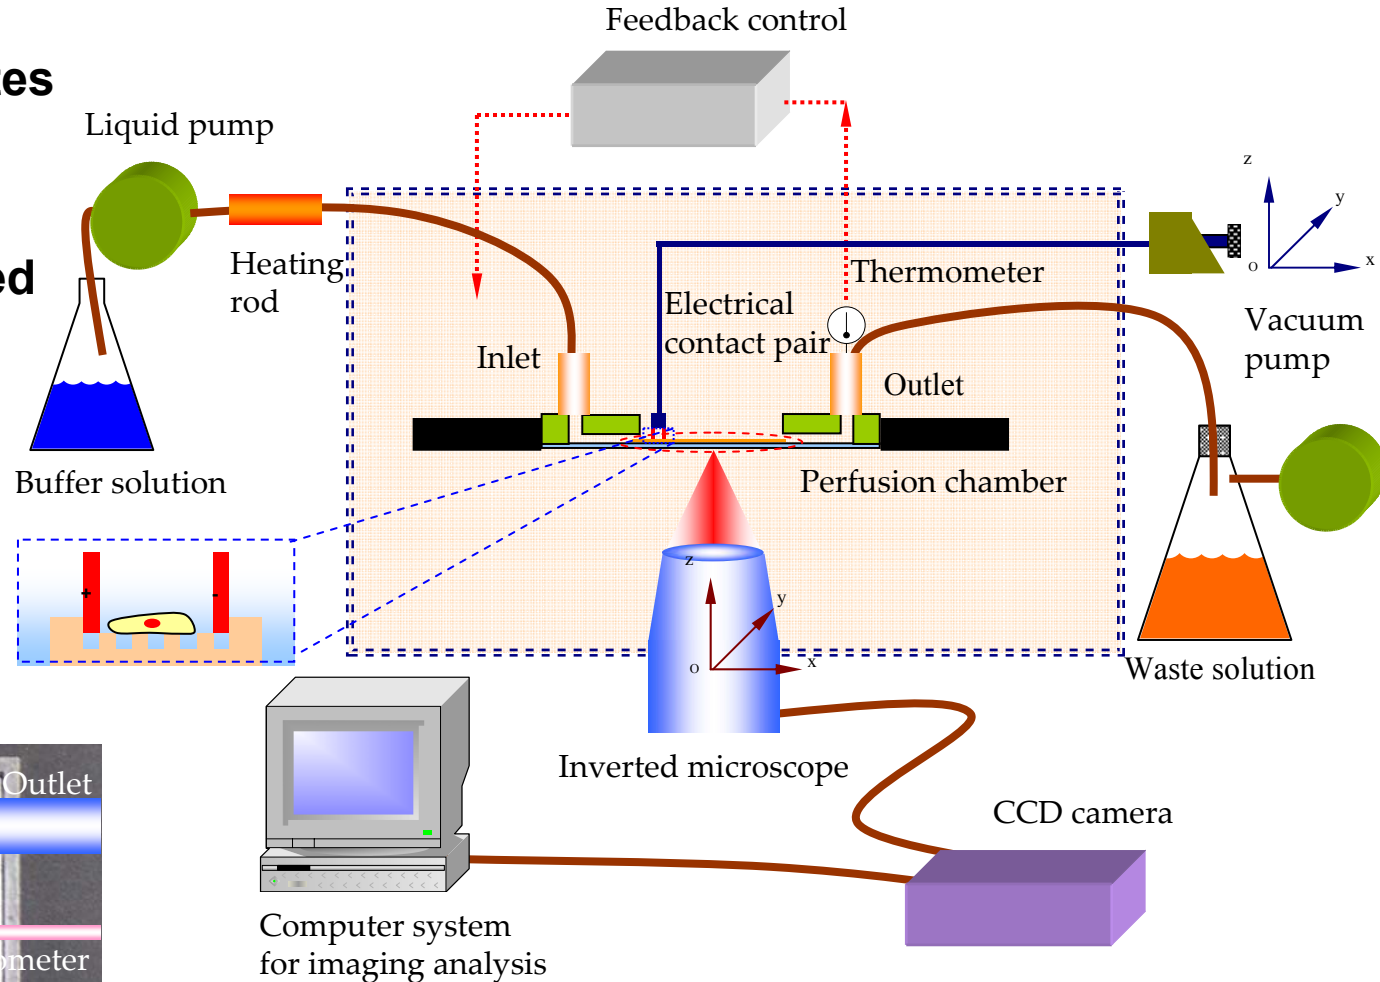 Feedback control
tes
Liquid pump
z
y
x
o
ed
Heating
rod
Thermometer
Electrical
contact pair
Vacuum
pump
Inlet
Outlet
Buffer solution
Perfusion chamber
+
-
z
y
o
x
Waste solution
Inverted microscope
Outlet
CCD camera
Computer system
for imaging analysis
ometer